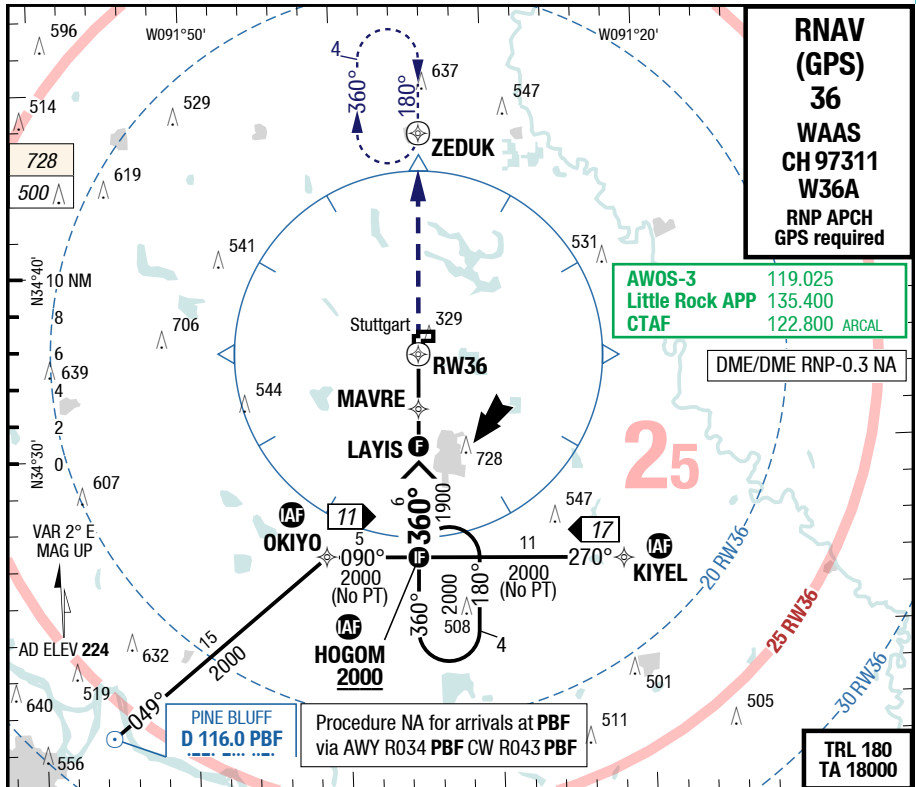 596
W091°50'
W091°20'
4
360°
180°
637
547
514
529
ZEDUK
RNAV
(GPS)
36
WAAS
CH 97311
W36A
RNP APCH
GPS required
728
500
619
541
531
N34°40'
10 NM
8
6
4
2
0
N34°30'
AWOS-3 119.025
Little Rock APP 135.400
CTAF 122.800 ARCAL
706
Stuttgart
329
RW36
DME/DME RNP-0.3 NA
639
544
MAVRE
LAYIS
F
728
25
607
6
360°
1900
547
IAF
OKIYO
11
17
5
090°
2000
(No PT)
IF
11
2000
(No PT)
270°
IAF
KIYEL
20 RW36
VAR 2° E
MAG UP
AD ELEV 224
360°
2000
180°
508
4
IAF
HOGOM
2000
15
2000
049°
632
519
640
556
25 RW36
30 RW36
501
505
511
PINE BLUFF
D 116.0 PBF
Procedure NA for arrivals at PBF
via AWY R034 PBF CW R043 PBF
TRL 180
TA 18000